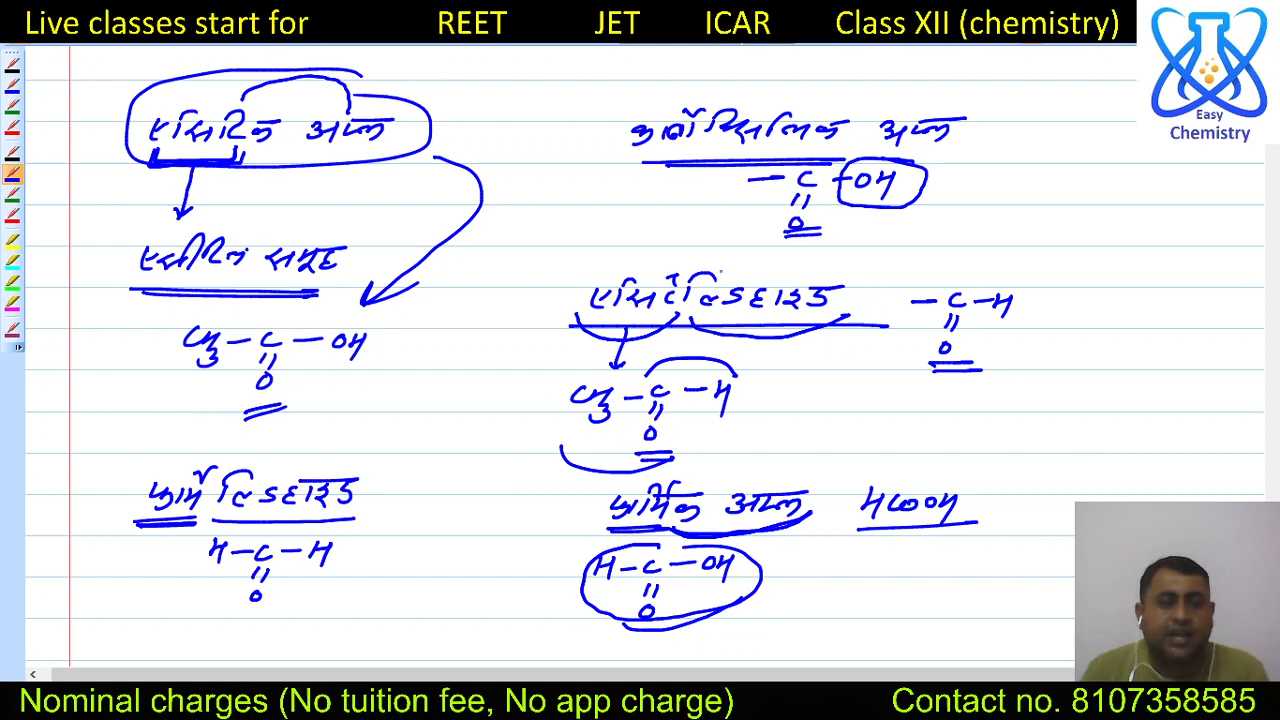 Live classes start for REET JET ICAR Class XII (chemistry)
Easy
Chemistry
एसिटिक अम्ल
एसीटिल समूह
CH3 – C – OH
||
O
फार्मेल्डिहाइड
H – C – H
||
O
कार्बोक्सिलिक अम्ल
– C – OH
||
O
एसिटेल्डिहाइड
– C – H
||
O
CH3 – C – H
||
O
फार्मिक अम्ल HCOOH
H – C – OH
||
O
Nominal charges (No tuition fee, No app charge) Contact no. 8107358585